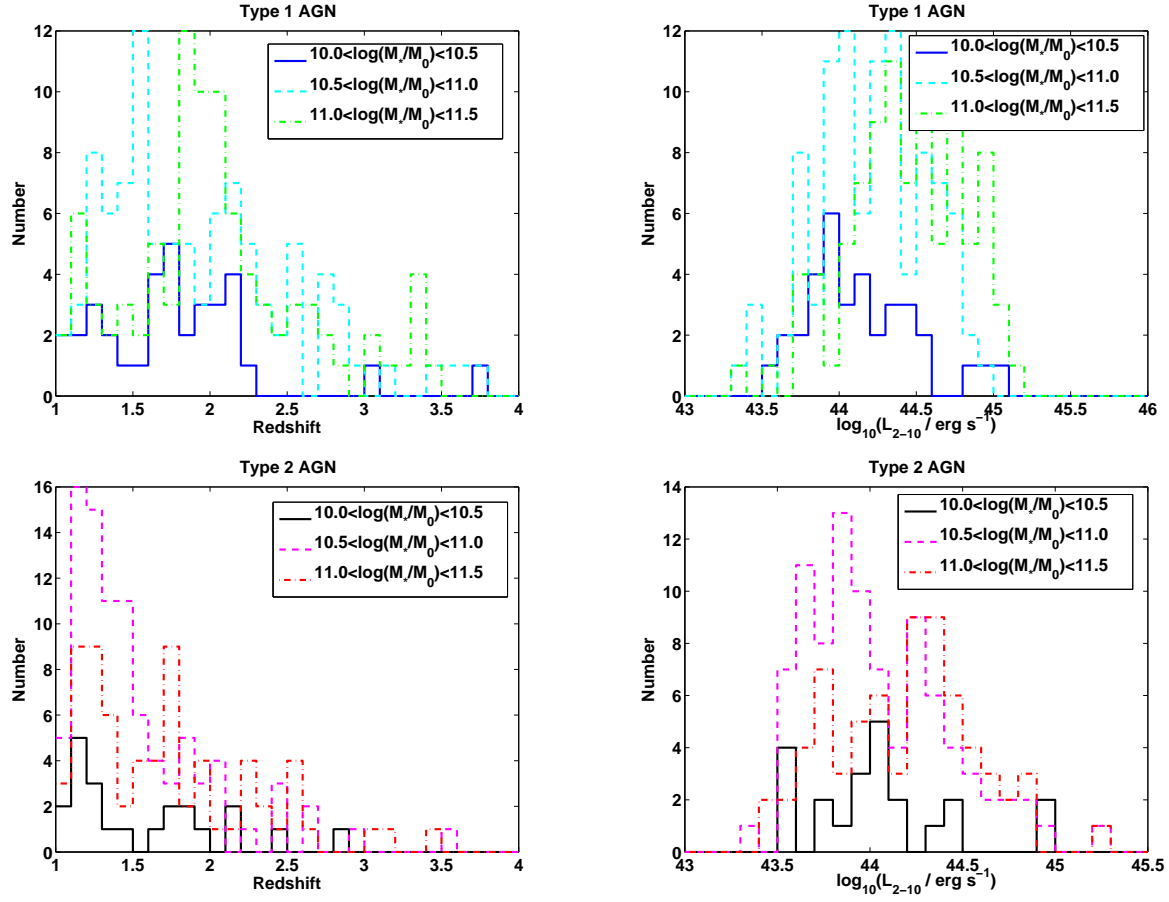 Type 1 AGN
12
10
8
6
4
2
0
Number
1 1.5 2 2.5 3 3.5 4
Redshift
10.0<log(M*/M0)<10.5
10.5<log(M*/M0)<11.0
11.0<log(M*/M0)<11.5
Type 1 AGN
12
10
8
6
4
2
0
Number
43 43.5 44 44.5 45 45.5 46
log10(L2−10 / erg s−1)
10.0<log(M*/M0)<10.5
10.5<log(M*/M0)<11.0
11.0<log(M*/M0)<11.5
Type 2 AGN
16
14
12
10
8
6
4
2
0
Number
1 1.5 2 2.5 3 3.5 4
Redshift
10.0<log(M*/M0)<10.5
10.5<log(M*/M0)<11.0
11.0<log(M*/M0)<11.5
Type 2 AGN
14
12
10
8
6
4
2
0
Number
43 43.5 44 44.5 45 45.5
log10(L2−10 / erg s−1)
10.0<log(M*/M0)<10.5
10.5<log(M*/M0)<11.0
11.0<log(M*/M0)<11.5